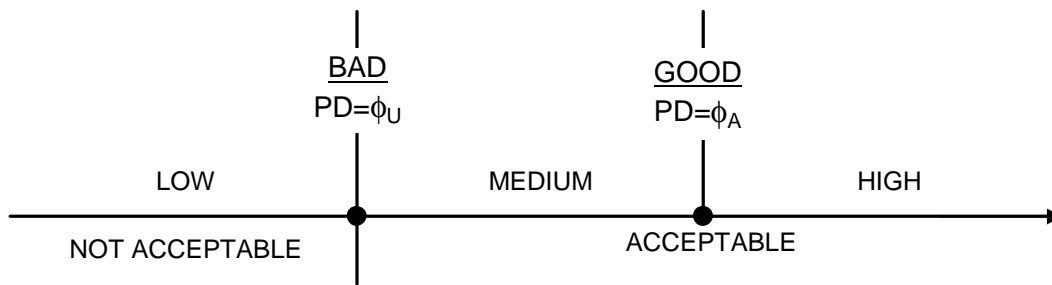 BAD
PD=ϕU
GOOD
PD=ϕA
LOW
MEDIUM
HIGH
NOT ACCEPTABLE
ACCEPTABLE